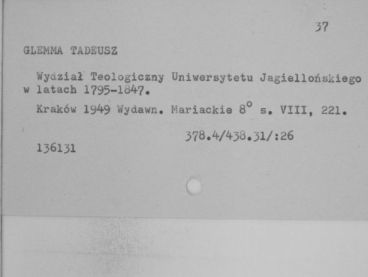 37
GLEMMA TADEUSZ
Wydział Teologiczny Uniwersytetu Jagiellońskiego
w latach 1795-1847.
Kraków 1949 Wydawn. Mariackie 8° s. VIII, 221.
378.4/438.31/:26
136131